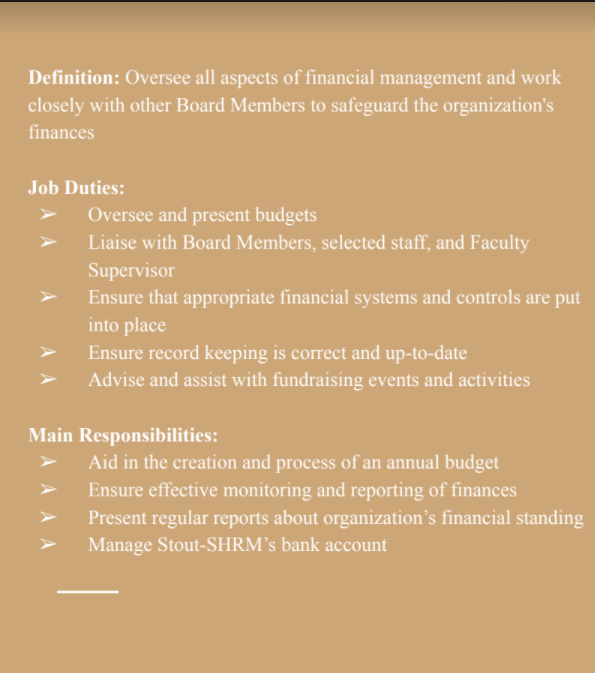 Definition: Oversee all aspects of financial management and work
closely with other Board Members to safeguard the organization's
finances
Job Duties:
➢ Oversee and present budgets
➢ Liaise with Board Members, selected staff, and Faculty
Supervisor
➢ Ensure that appropriate financial systems and controls are put
into place
➢ Ensure record keeping is correct and up-to-date
➢ Advise and assist with fundraising events and activities
Main Responsibilities:
➢ Aid in the creation and process of an annual budget
➢ Ensure effective monitoring and reporting of finances
➢ Present regular reports about organization’s financial standing
➢ Manage Stout-SHRM’s bank account